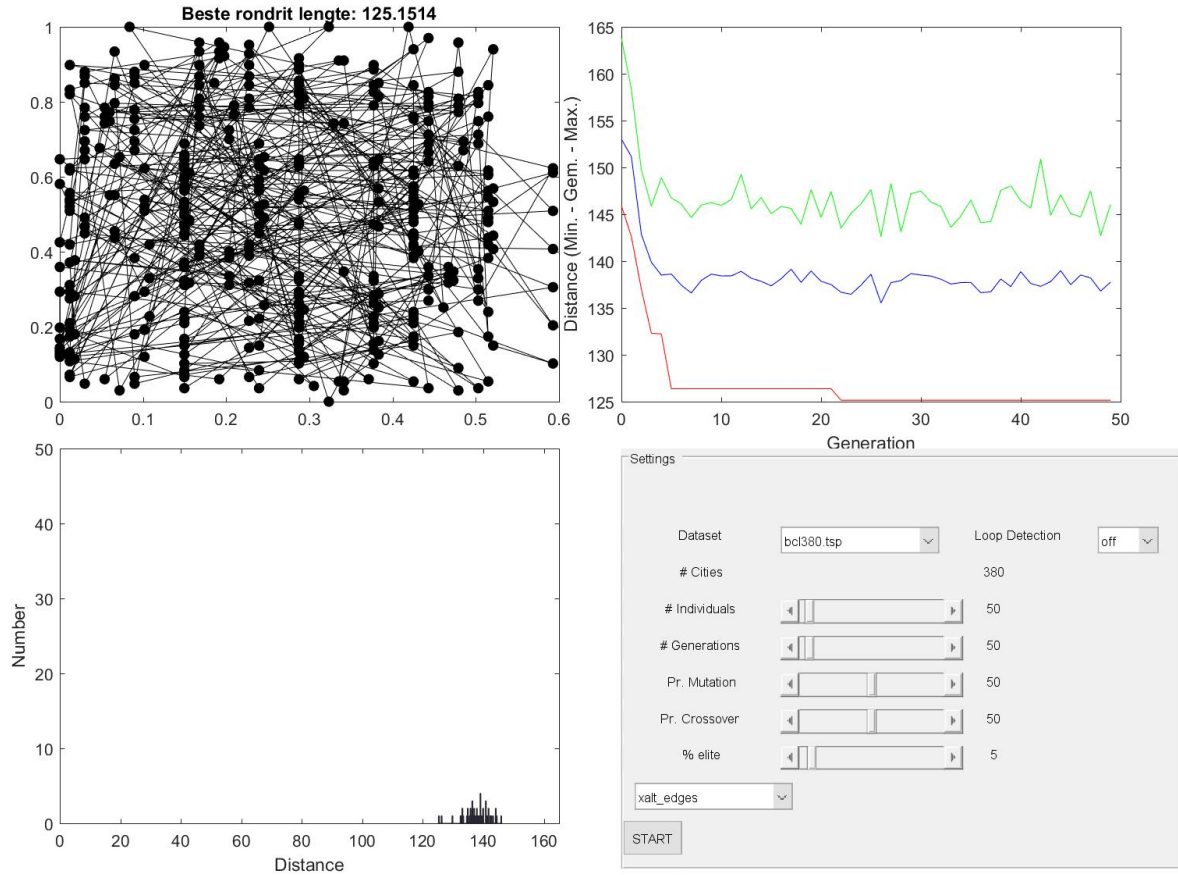 Beste rondrit lengte: 125.1514
1
0.8
0.6
0.4
0.2
0
0 0.1 0.2 0.3 0.4 0.5 0.6
Distance (Min. - Gem. - Max.)
165
160
155
150
145
140
135
130
125
0 10 20 30 40 50
Generation
Number
50
40
30
20
10
0
0 20 40 60 80 100 120 140 160
Distance
Settings
Dataset bcl380.tsp Loop Detection off
# Cities 380
# Individuals 50
# Generations 50
Pr. Mutation 50
Pr. Crossover 50
% elite 5
xalt_edges
START